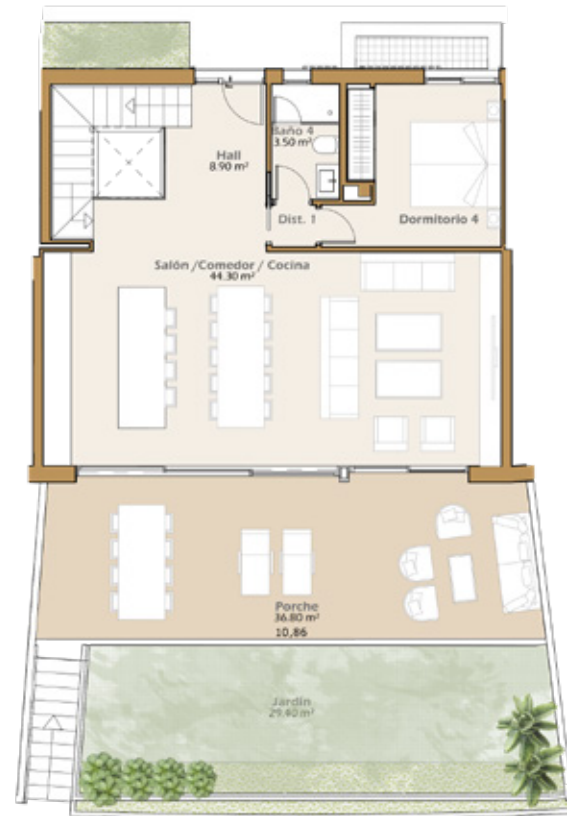 Hall
8.90 m²
Baño 4
3.50 m²
Dist. 1
Dormitorio 4
Salón /Comedor / Cocina
44.30 m²
Porche
36.80 m²
10,86
Jardín
29.40 m²